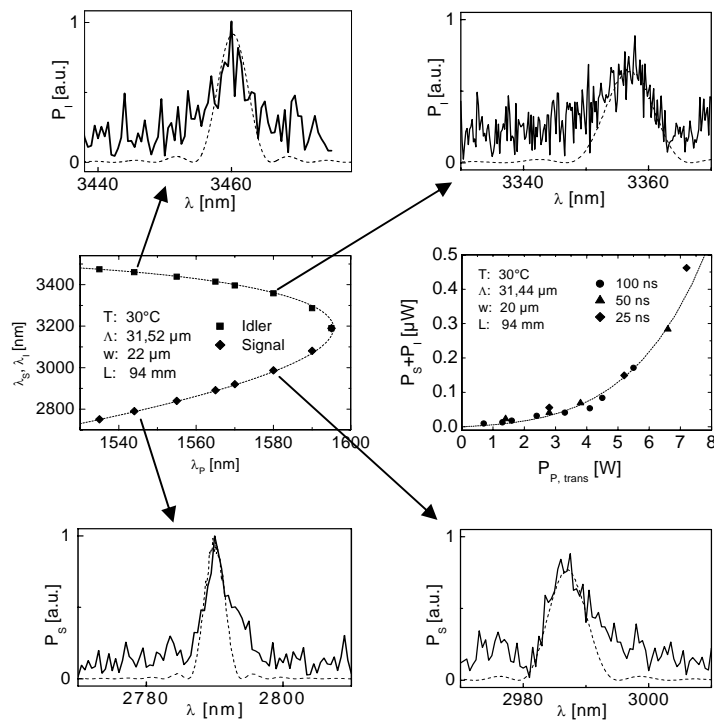 1
P_I [a.u.]
0
3440
3460
λ [nm]
1
P_I [a.u.]
0
3340
3360
λ [nm]
3400
3200
3000
2800
λ_S, λ_I [nm]
T: 30°C
Λ: 31,52 µm
w: 22 µm
L: 94 mm
Idler
Signal
1540
1560
1580
1600
λ_P [nm]
0.5
0.4
0.3
0.2
0.1
0.0
P_S+P_I [µW]
T: 30°C
Λ: 31,44 µm
w: 20 µm
L: 94 mm
100 ns
50 ns
25 ns
0 1 2 3 4 5 6 7 8
P_P, trans [W]
1
P_S [a.u.]
0
2780
2800
λ [nm]
1
P_S [a.u.]
0
2980
3000
λ [nm]